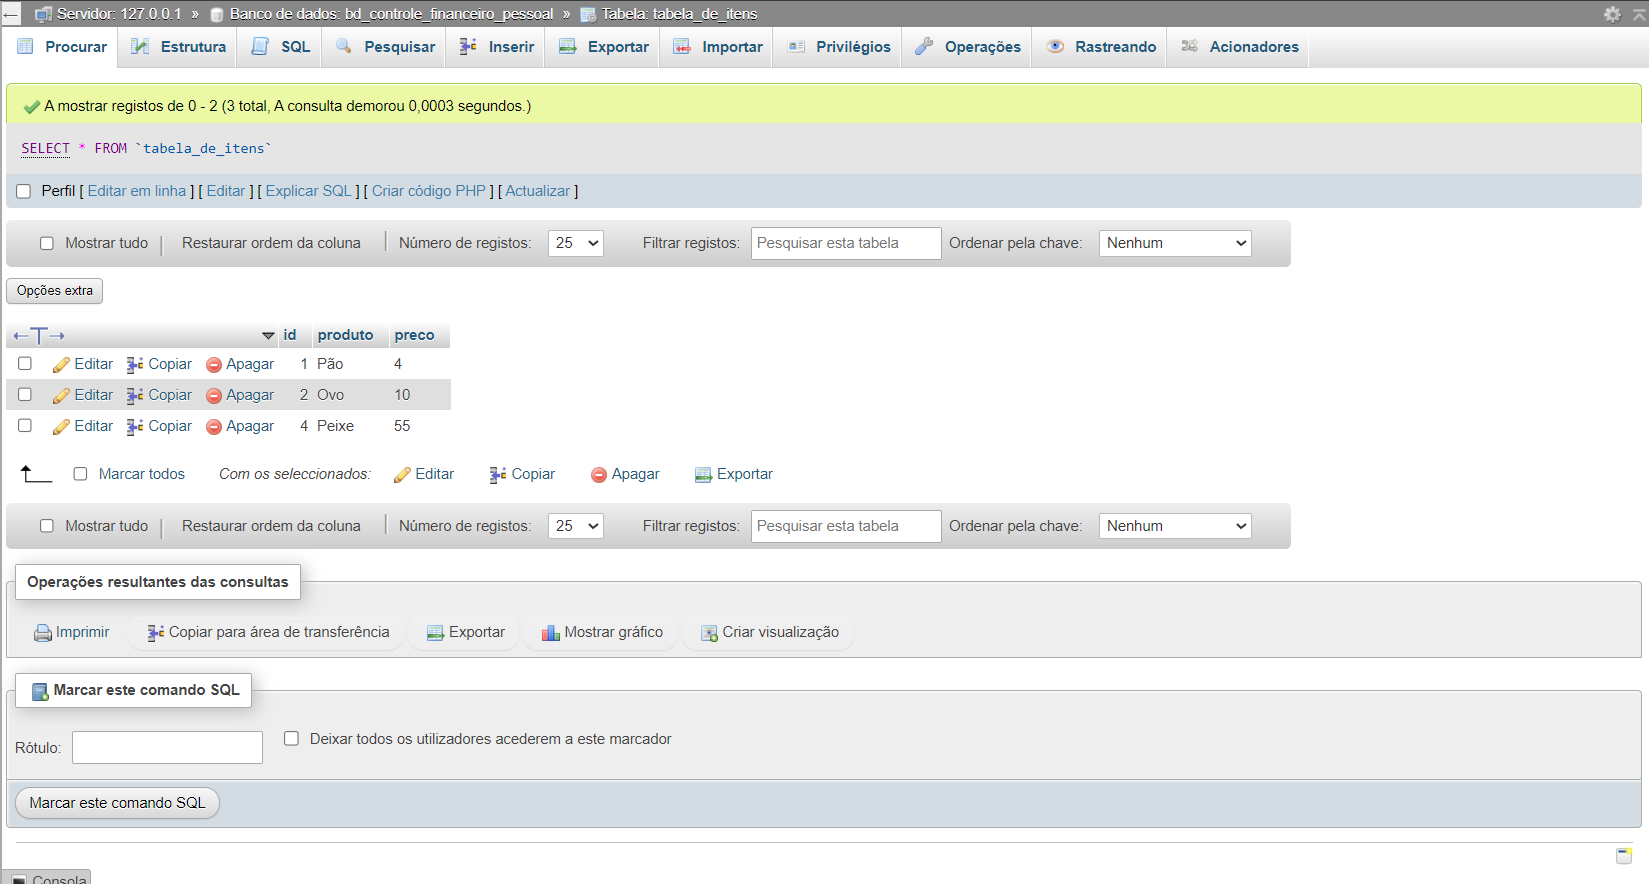 Servidor: 127.0.0.1 » Banco de dados: bd_controle_financeiro_pessoal » Tabela: tabela_de_itens
Procurar Estrutura SQL Pesquisar Inserir Exportar Importar Privilégios Operações Rastreando Acionadores
A mostrar registos de 0 - 2 (3 total, A consulta demorou 0,0003 segundos.)
SELECT * FROM `tabela_de_itens`
Perfil [ Editar em linha ] [ Editar ] [ Explicar SQL ] [ Criar código PHP ] [ Actualizar ]
Mostrar tudo | Restaurar ordem da coluna | Número de registos: 25 Filtrar registos: Pesquisar esta tabela Ordenar pela chave: Nenhum
Opções extra
←T→ id produto preco
Editar Copiar Apagar 1 Pão 4
Editar Copiar Apagar 2 Ovo 10
Editar Copiar Apagar 4 Peixe 55
Marcar todos Com os seleccionados: Editar Copiar Apagar Exportar
Mostrar tudo | Restaurar ordem da coluna | Número de registos: 25 Filtrar registos: Pesquisar esta tabela Ordenar pela chave: Nenhum
Operações resultantes das consultas
Imprimir Copiar para área de transferência Exportar Mostrar gráfico Criar visualização
Marcar este comando SQL
Rótulo: Deixar todos os utilizadores acederem a este marcador
Marcar este comando SQL
Consola